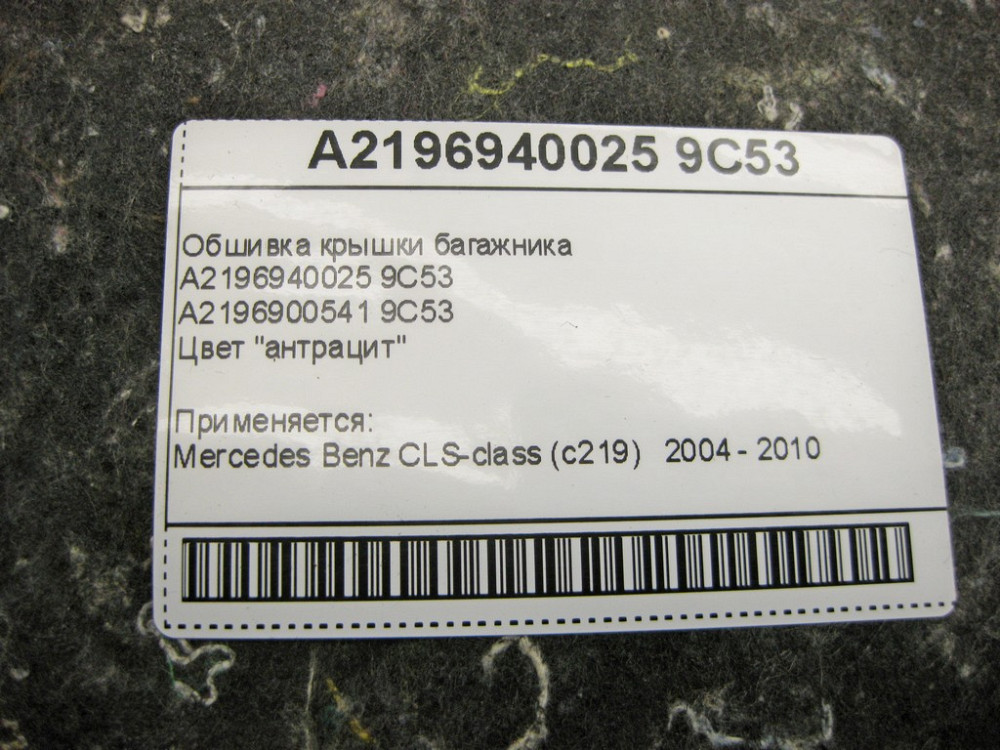 A2196940025 9C53
Обшивка крышки багажника
A2196940025 9C53
A2196900541 9C53
Цвет "антрацит"
Применяется:
Mercedes Benz CLS-class (c219) 2004 - 2010